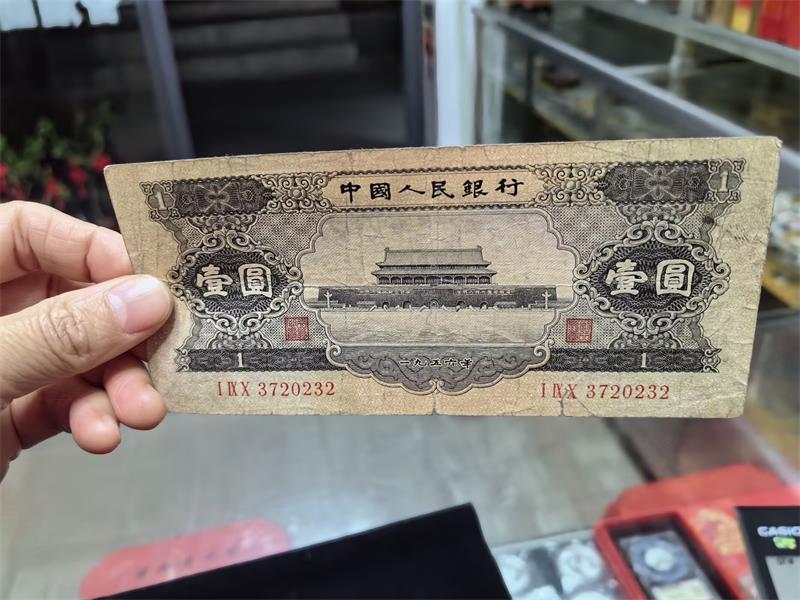 1 中國人民銀行 1
壹圓 壹圓
1 一九五六年 1
I IX X 3720232 I IX X 3720232
CASIO